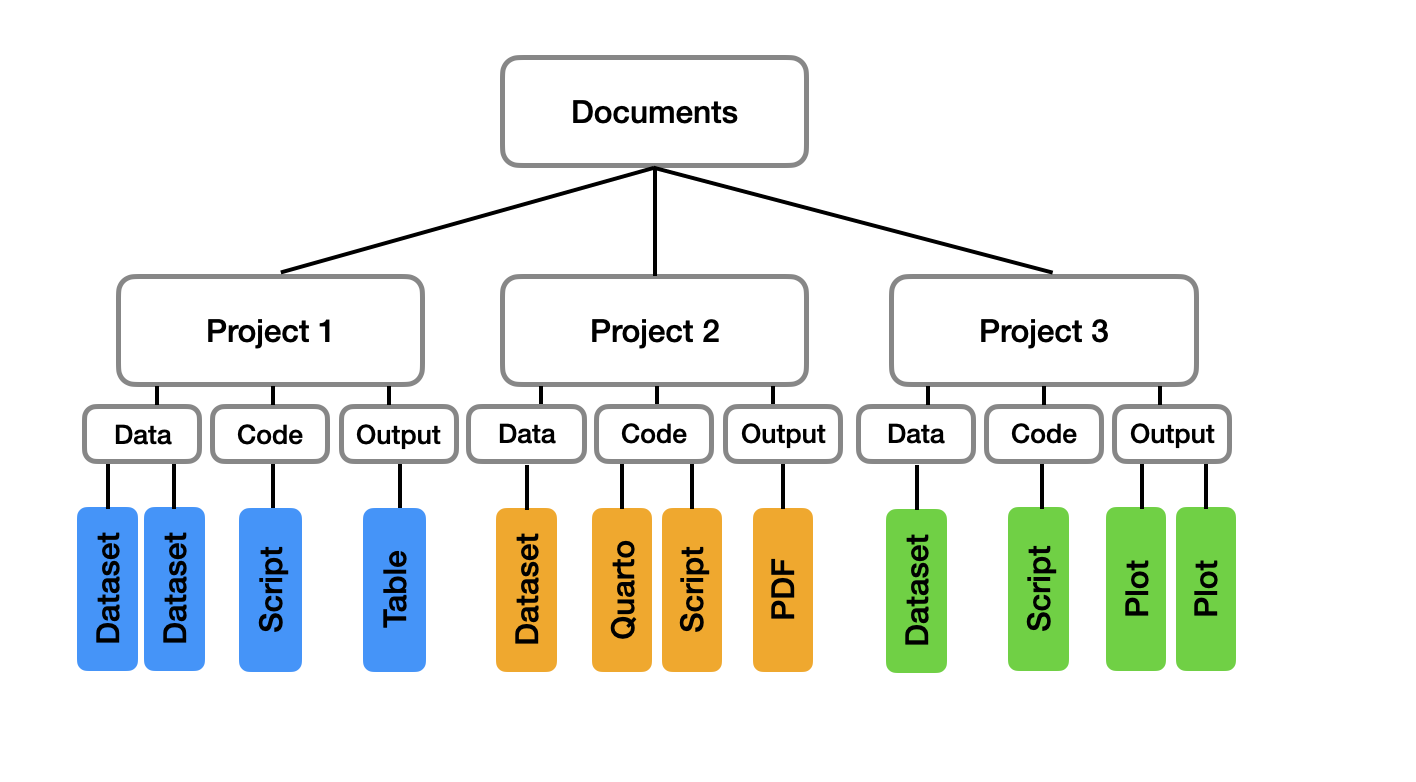 Documents
Project 1
Project 2
Project 3
Data
Code
Output
Data
Code
Output
Data
Code
Output
Dataset
Dataset
Script
Table
Dataset
Quarto
Script
PDF
Dataset
Script
Plot
Plot